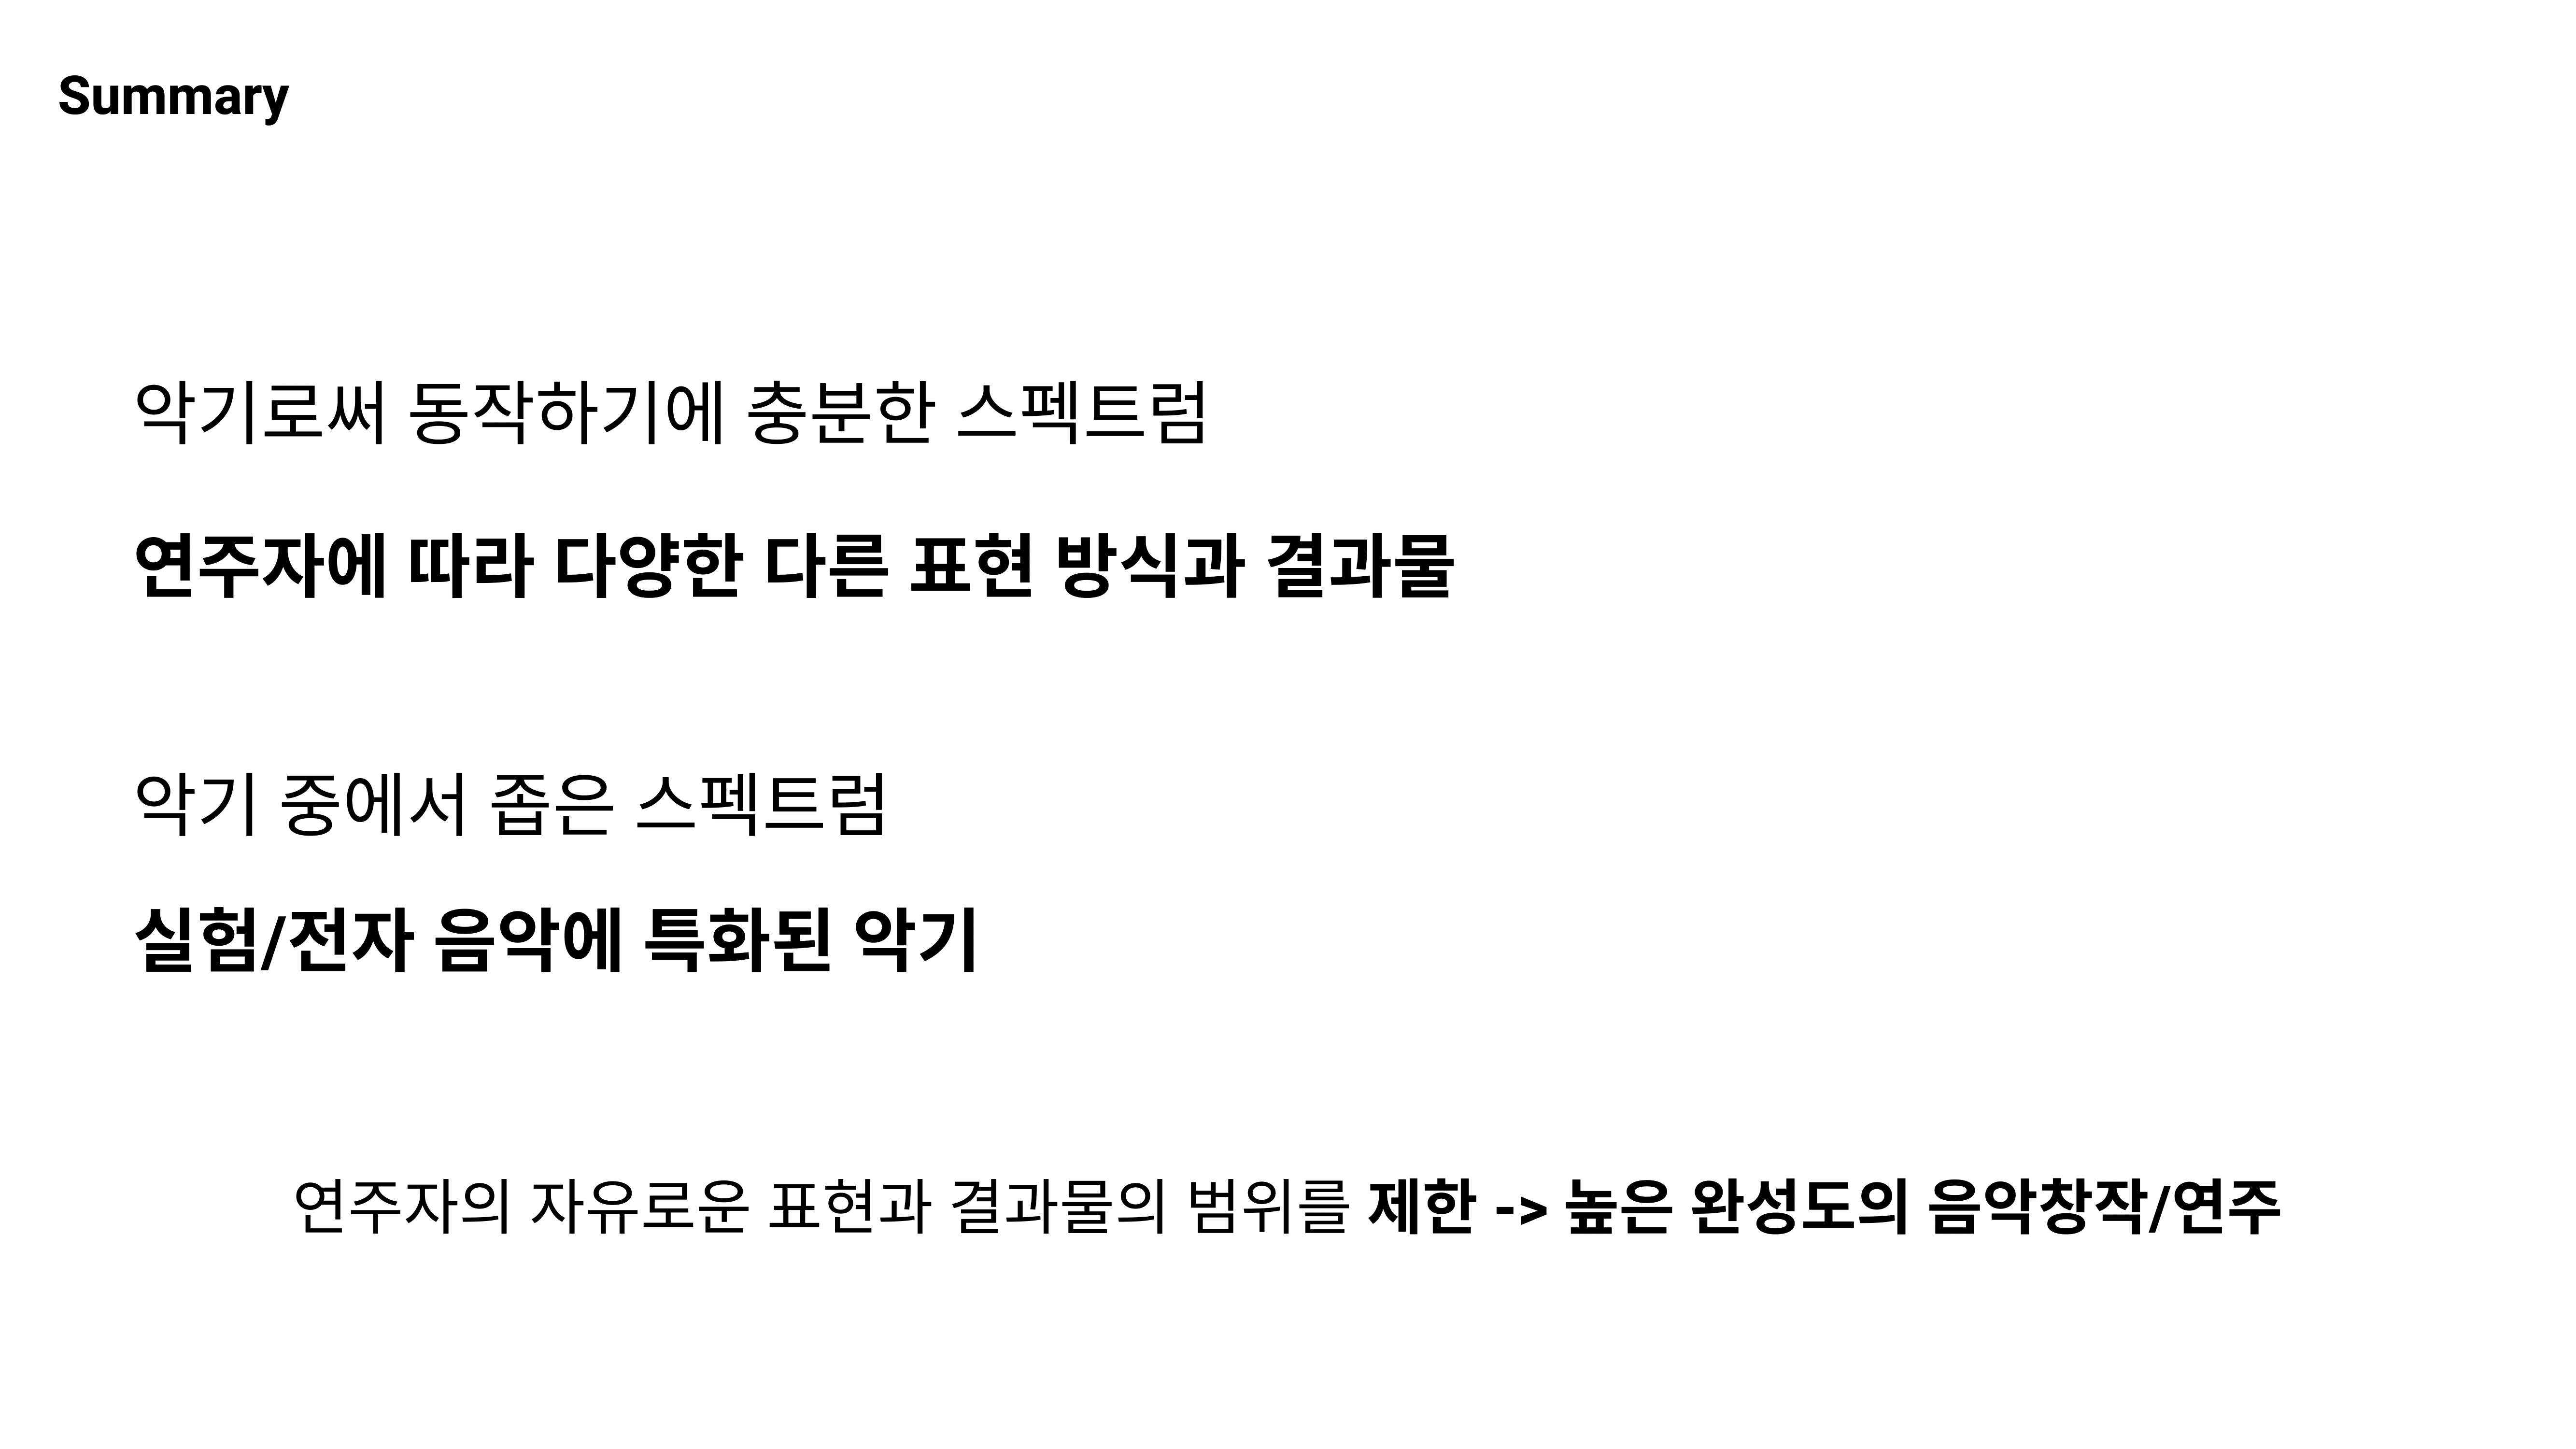 Summary
악기로써 동작하기에 충분한 스펙트럼
연주자에 따라 다양한 다른 표현 방식과 결과물
악기 중에서 좁은 스펙트럼
실험/전자 음악에 특화된 악기
연주자의 자유로운 표현과 결과물의 범위를 제한 -> 높은 완성도의 음악창작/연주